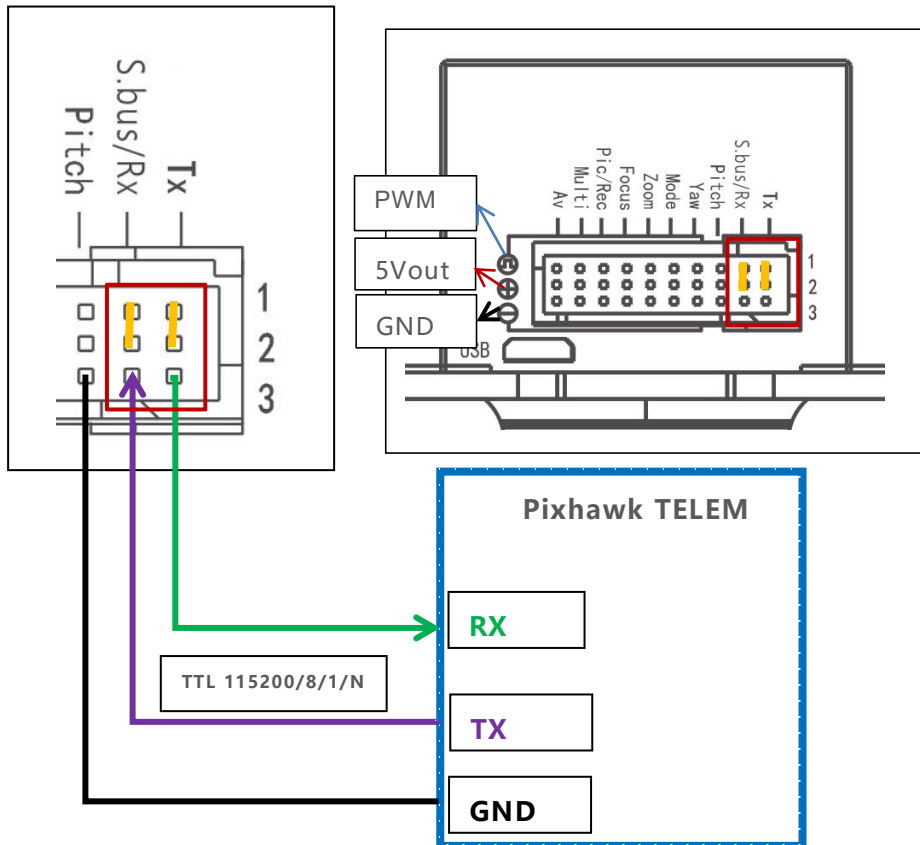 Pitch
S.bus/Rx
Tx
1
2
3
PWM
5Vout
GND
USB
Av
Multi
Pic/Rec
Focus
Zoom
Mode
Yaw
Pitch
S.bus/Rx
Tx
1
2
3
Pixhawk TELEM
RX
TTL 115200/8/1/N
TX
GND